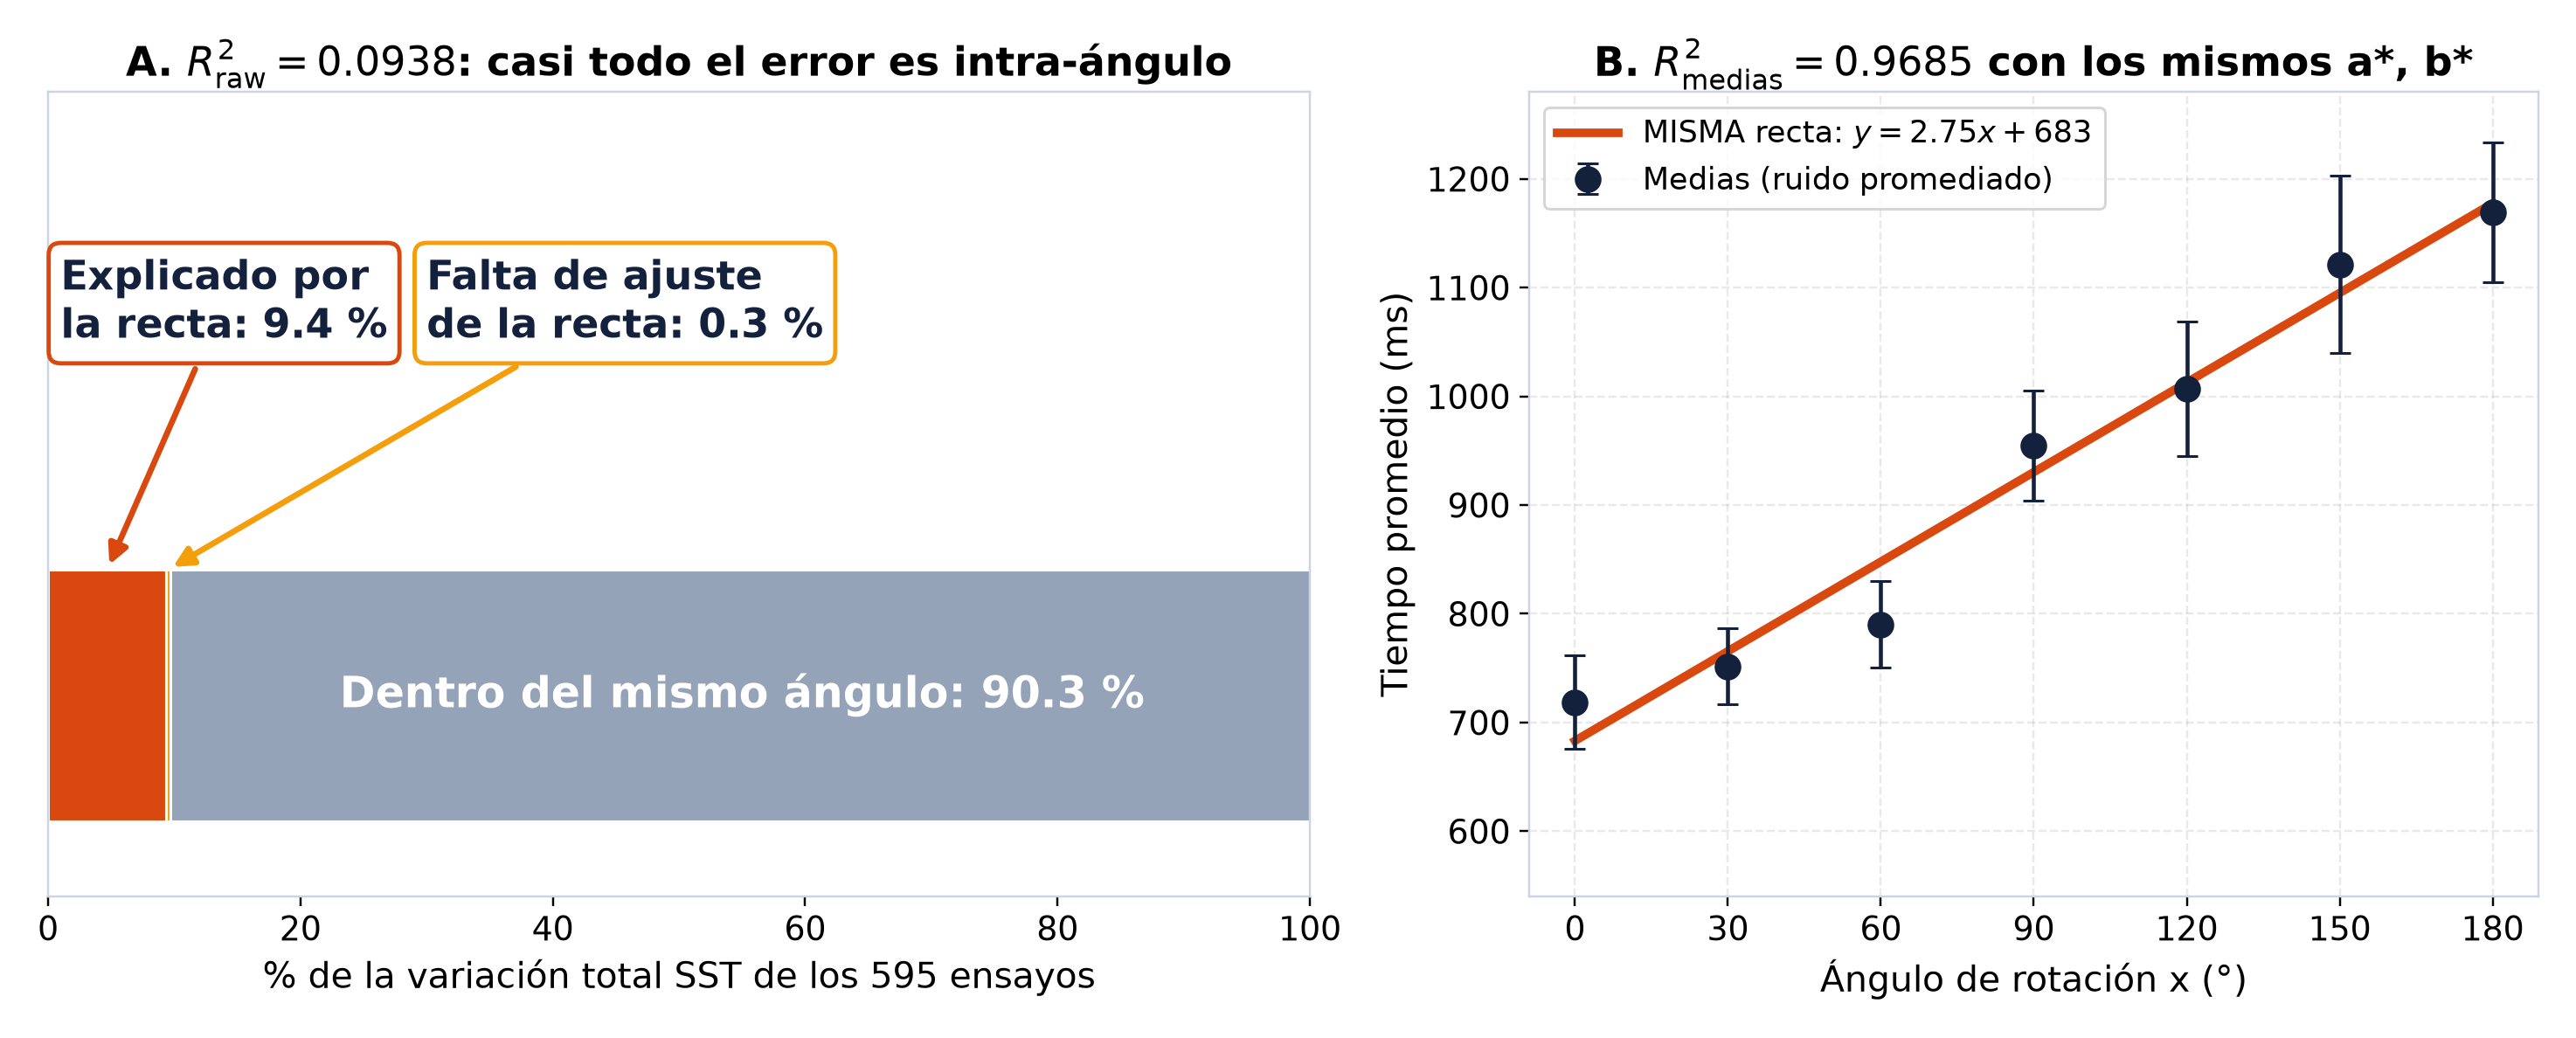 A. R²raw = 0.0938: casi todo el error es intra-ángulo
Explicado por
la recta: 9.4 %
Falta de ajuste
de la recta: 0.3 %
Dentro del mismo ángulo: 90.3 %
0 20 40 60 80 100
% de la variación total SST de los 595 ensayos
B. R²medias = 0.9685 con los mismos a*, b*
MISMA recta: y = 2.75x + 683
Medias (ruido promediado)
Tiempo promedio (ms)
1200
1100
1000
900
800
700
600
0 30 60 90 120 150 180
Ángulo de rotación x (°)